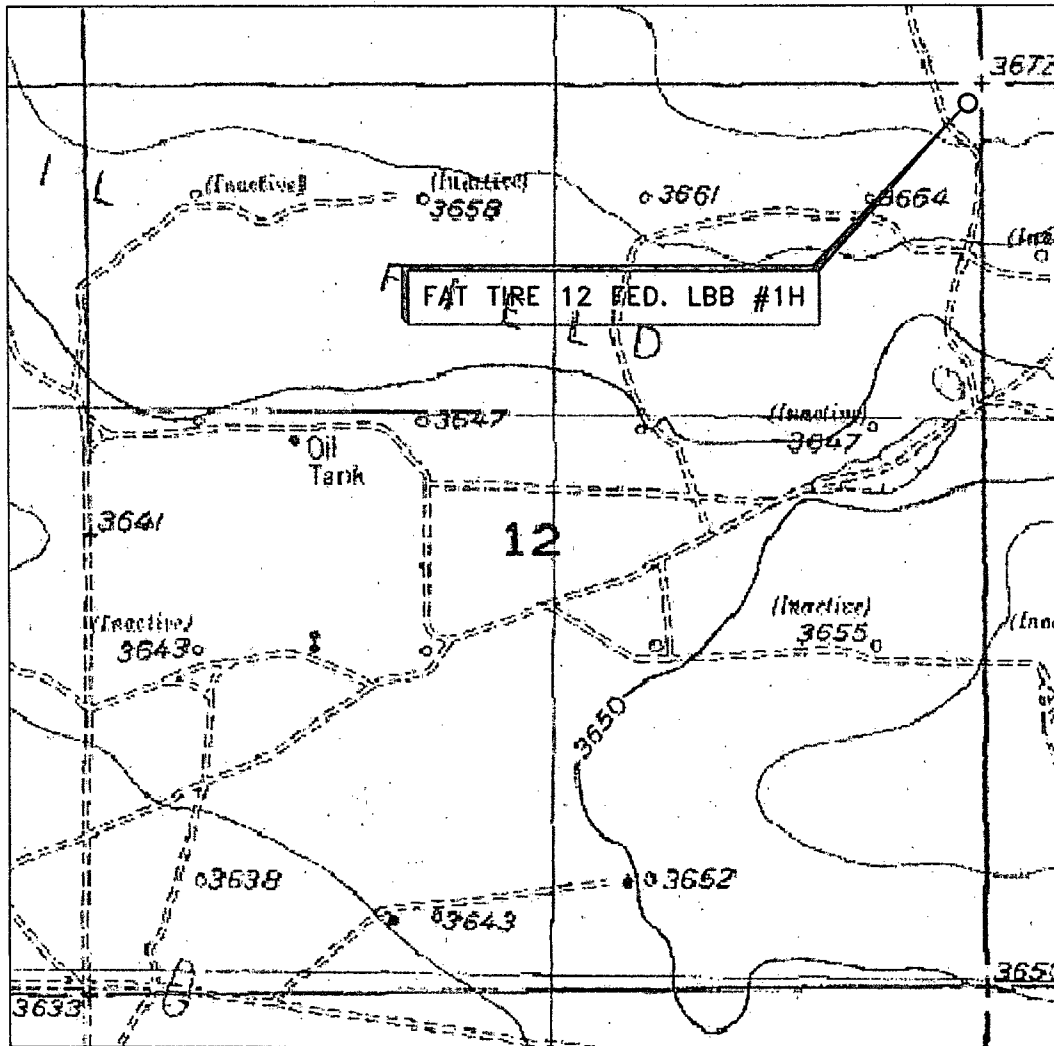 3672
(Inactive)
(Inactive)
3658
3661
3664
FAT TIRE 12 FED. LBB #1H
F I E L D
3647
(Inactive)
3647
Oil
Tank
3641
12
(Inactive)
3643
(Inactive)
3655
3650
3638
3643
3652
3633